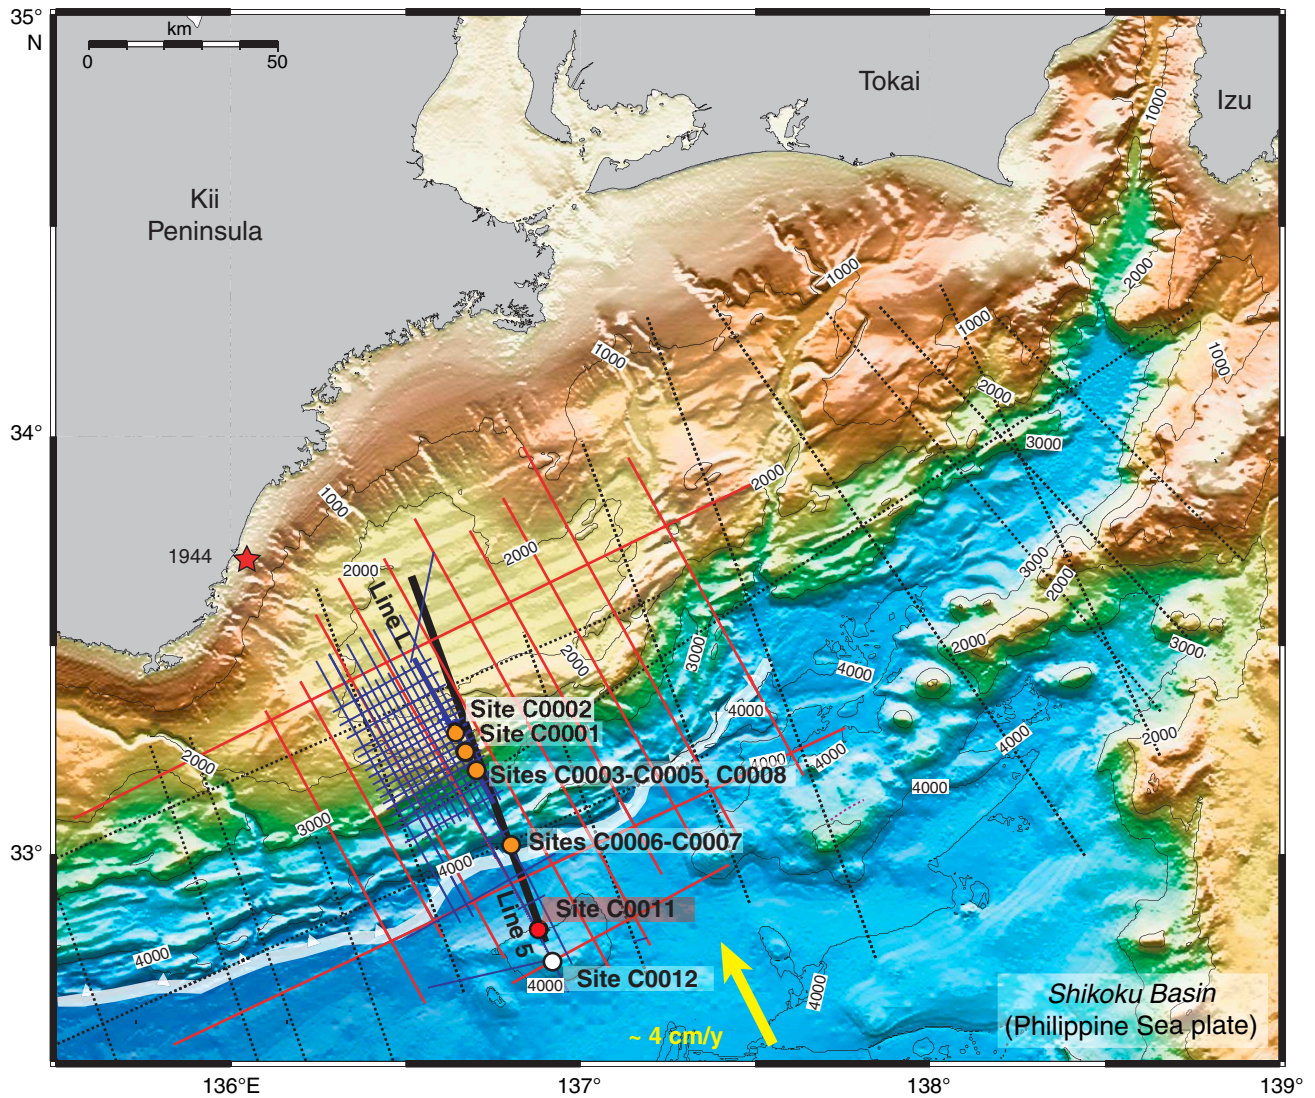 35°
N
km
0
50
Tokai
Izu
1000
Kii
Peninsula
1000
2000
1000
1000
1000
2000
34°
3000
2000
1000
2000
1944
2000
3000
2000
Line L
2000
3000
2000
3000
4000
Site C0002
4000
Site C0001
2000
4000
4000
4000
2000
Sites C0003-C0005, C0008
4000
3000
Sites C0006-C0007
33°
4000
Site C0011
Line 5
4000
Site C0012
4000
4000
Shikoku Basin
(Philippine Sea plate)
~ 4 cm/y
136°E
137°
138°
139°